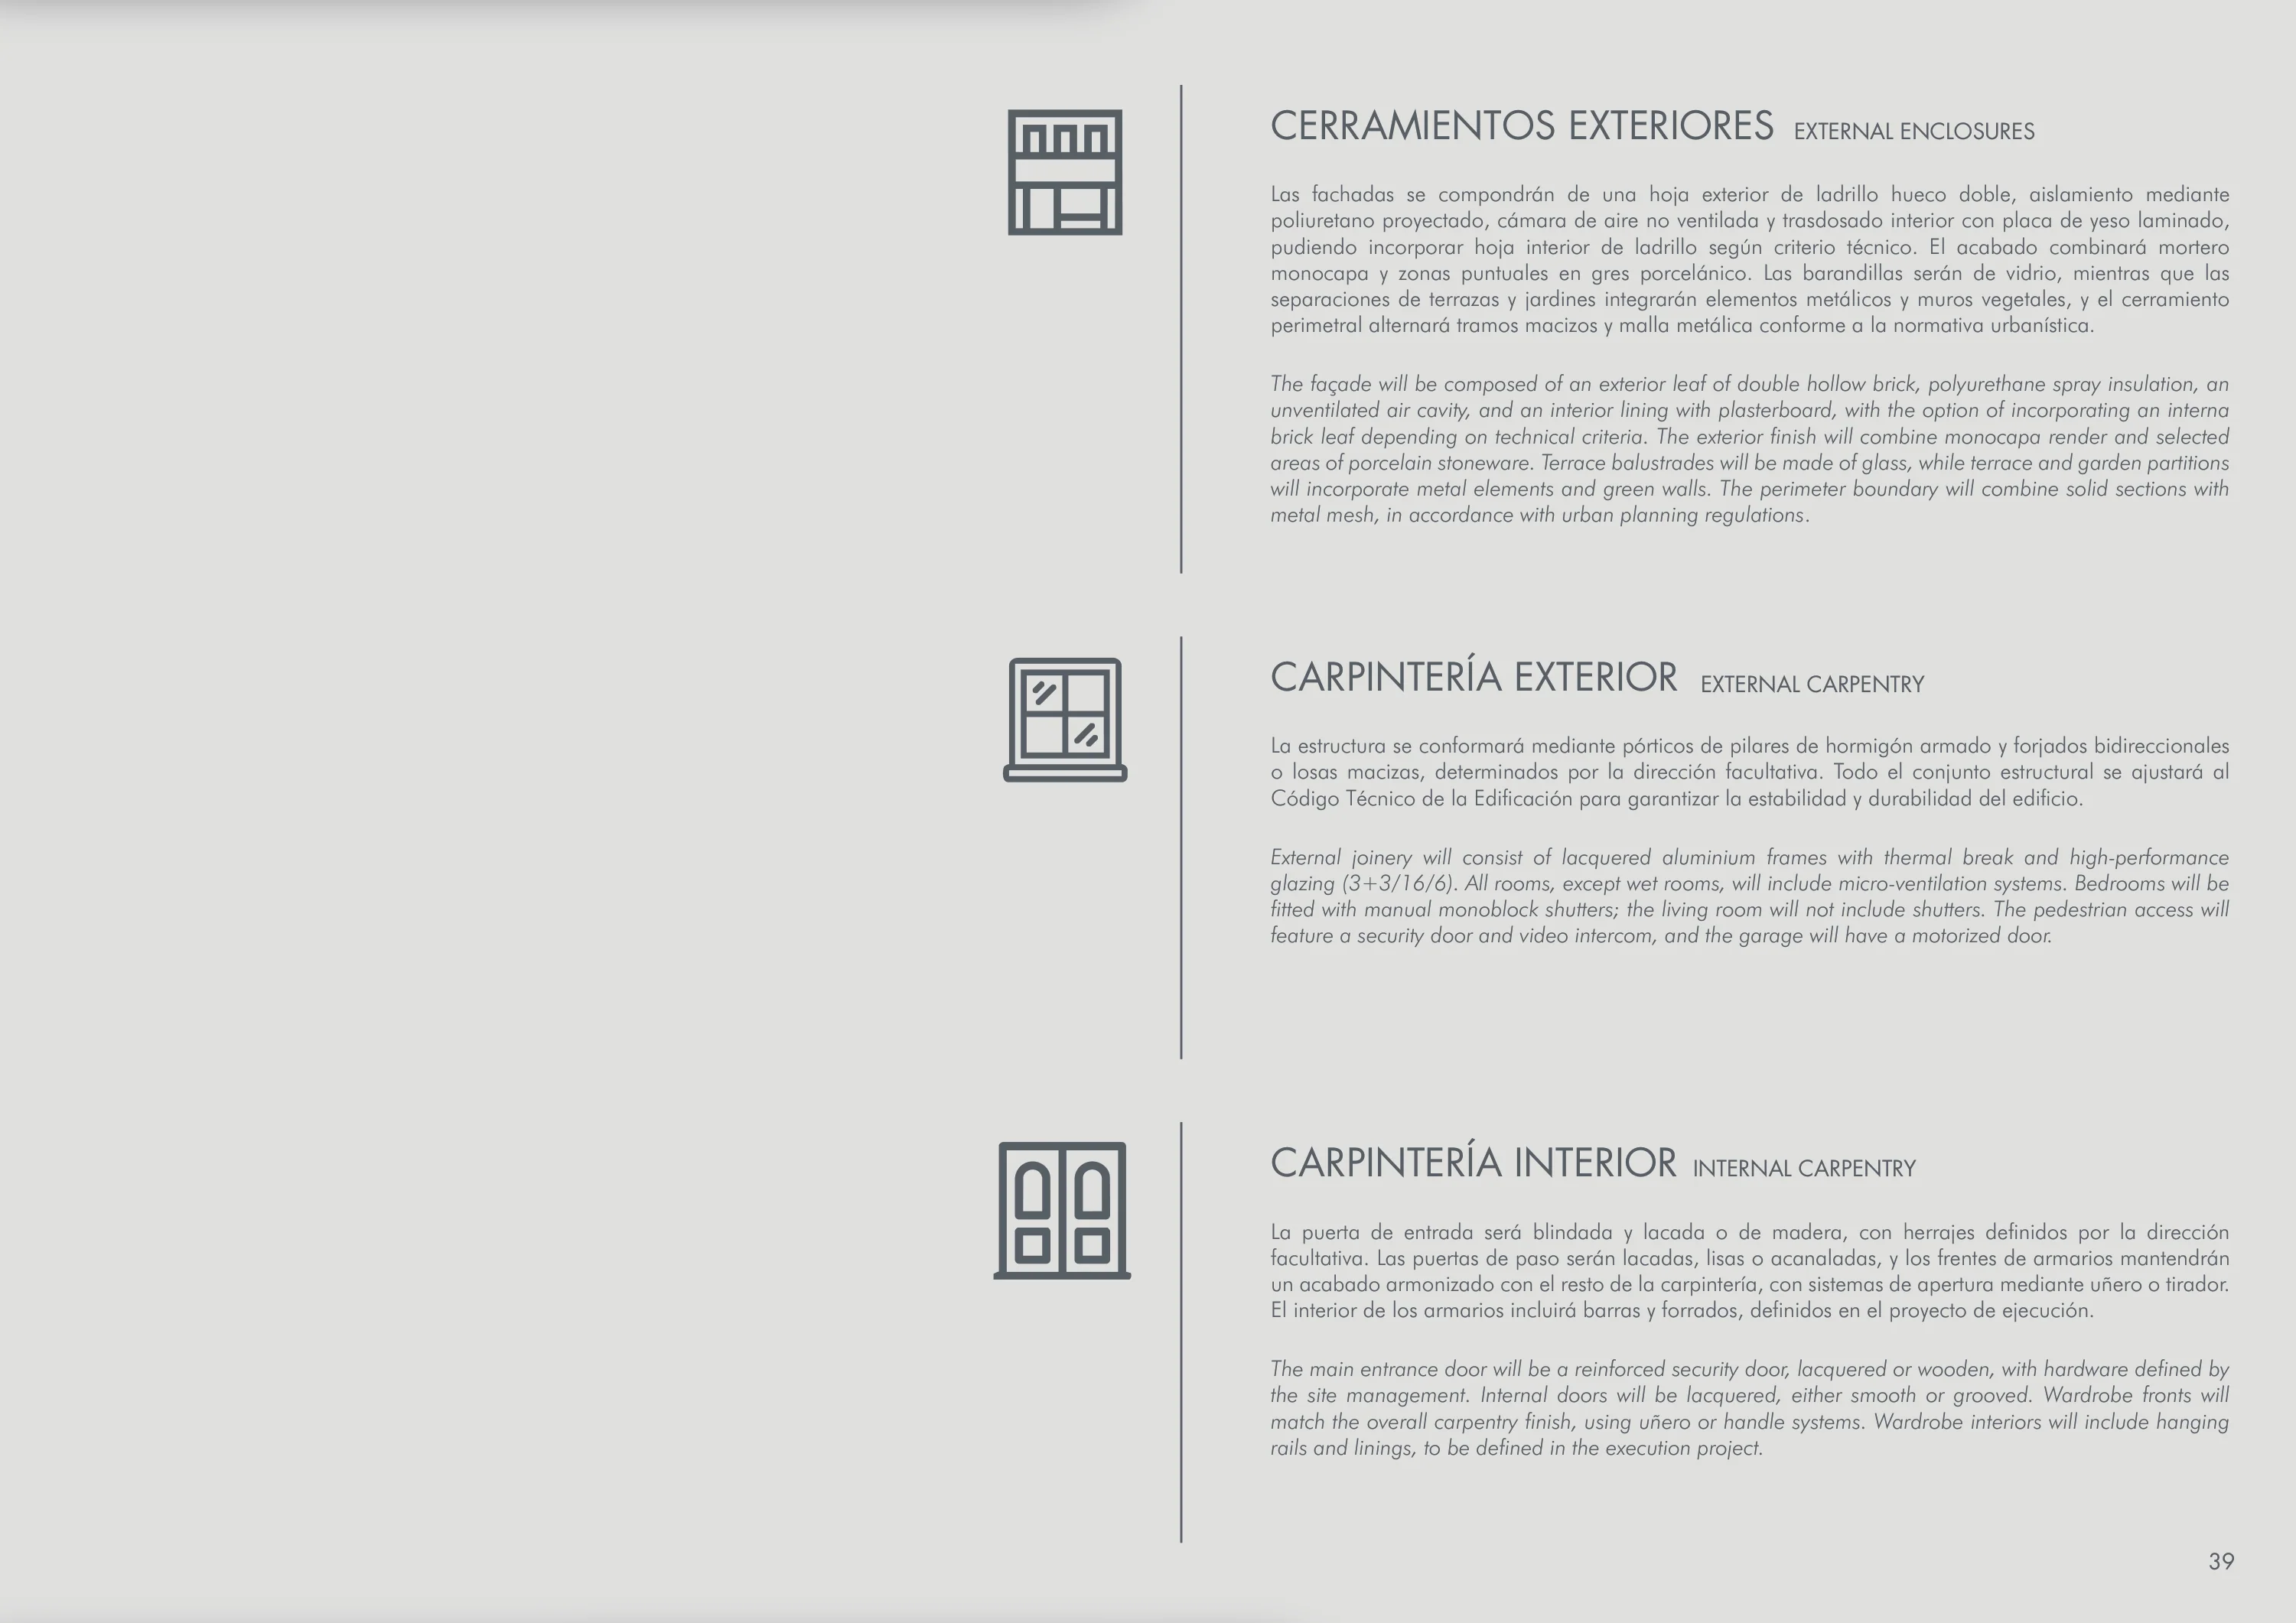 CERRAMIENTOS EXTERIORES EXTERNAL ENCLOSURES
Las fachadas se compondrán de una hoja exterior de ladrillo hueco doble, aislamiento mediante
poliuretano proyectado, cámara de aire no ventilada y trasdosado interior con placa de yeso laminado,
pudiendo incorporar hoja interior de ladrillo según criterio técnico. El acabado combinará mortero
monocapa y zonas puntuales en gres porcelánico. Las barandillas serán de vidrio, mientras que las
separaciones de terrazas y jardines integrarán elementos metálicos y muros vegetales, y el cerramiento
perimetral alternará tramos macizos y malla metálica conforme a la normativa urbanística.
The façade will be composed of an exterior leaf of double hollow brick, polyurethane spray insulation, an
unventilated air cavity, and an interior lining with plasterboard, with the option of incorporating an interna
brick leaf depending on technical criteria. The exterior finish will combine monocapa render and selected
areas of porcelain stoneware. Terrace balustrades will be made of glass, while terrace and garden partitions
will incorporate metal elements and green walls. The perimeter boundary will combine solid sections with
metal mesh, in accordance with urban planning regulations.
CARPINTERÍA EXTERIOR EXTERNAL CARPENTRY
La estructura se conformará mediante pórticos de pilares de hormigón armado y forjados bidireccionales
o losas macizas, determinados por la dirección facultativa. Todo el conjunto estructural se ajustará al
Código Técnico de la Edificación para garantizar la estabilidad y durabilidad del edificio.
External joinery will consist of lacquered aluminium frames with thermal break and high-performance
glazing (3+3/16/6). All rooms, except wet rooms, will include micro-ventilation systems. Bedrooms will be
fitted with manual monoblock shutters; the living room will not include shutters. The pedestrian access will
feature a security door and video intercom, and the garage will have a motorized door.
CARPINTERÍA INTERIOR INTERNAL CARPENTRY
La puerta de entrada será blindada y lacada o de madera, con herrajes definidos por la dirección
facultativa. Las puertas de paso serán lacadas, lisas o acanaladas, y los frentes de armarios mantendrán
un acabado armonizado con el resto de la carpintería, con sistemas de apertura mediante uñero o tirador.
El interior de los armarios incluirá barras y forrados, definidos en el proyecto de ejecución.
The main entrance door will be a reinforced security door, lacquered or wooden, with hardware defined by
the site management. Internal doors will be lacquered, either smooth or grooved. Wardrobe fronts will
match the overall carpentry finish, using uñero or handle systems. Wardrobe interiors will include hanging
rails and linings, to be defined in the execution project.
39